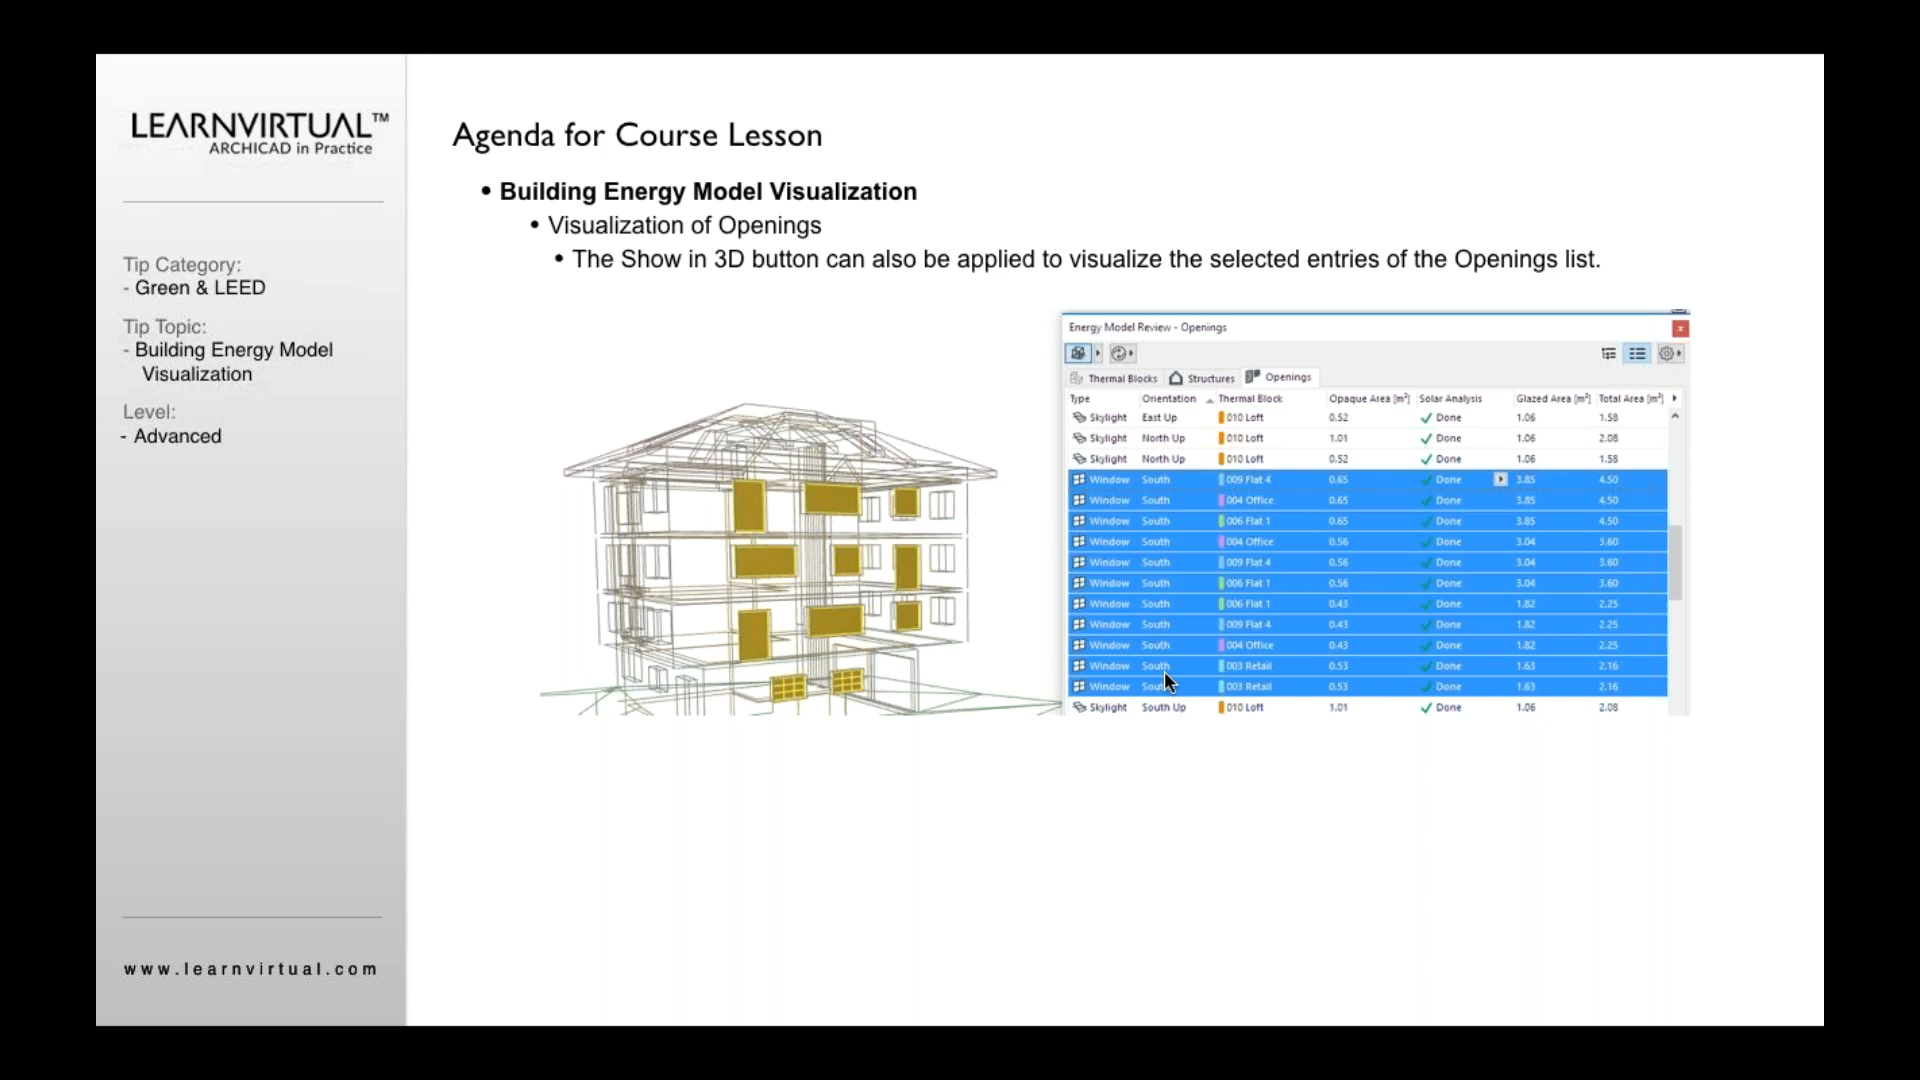 LEARNVIRTUAL™
ARCHICAD in Practice
Tip Category:
- Green & LEED
Tip Topic:
- Building Energy Model
Visualization
Level:
- Advanced
www.learnvirtual.com
Agenda for Course Lesson
• Building Energy Model Visualization
• Visualization of Openings
• The Show in 3D button can also be applied to visualize the selected entries of the Openings list.
Energy Model Review - Openings
Thermal Blocks Structures Openings
Type Orientation Thermal Block Opaque Area [m²] Solar Analysis Glazed Area [m²] Total Area [m²]
Skylight East Up 010 Loft 0.52 Done 1.06 1.58
Skylight North Up 010 Loft 1.01 Done 1.06 2.08
Skylight North Up 010 Loft 0.52 Done 1.06 1.58
Window South 009 Flat 4 0.65 Done 3.85 4.50
Window South 004 Office 0.65 Done 3.85 4.50
Window South 006 Flat 1 0.65 Done 3.85 4.50
Window South 004 Office 0.56 Done 3.04 3.60
Window South 009 Flat 4 0.56 Done 3.04 3.60
Window South 006 Flat 1 0.56 Done 3.04 3.60
Window South 006 Flat 1 0.43 Done 1.82 2.25
Window South 009 Flat 4 0.43 Done 1.82 2.25
Window South 004 Office 0.43 Done 1.82 2.25
Window South 003 Retail 0.53 Done 1.63 2.16
Window South 003 Retail 0.53 Done 1.63 2.16
Skylight South Up 010 Loft 1.01 Done 1.06 2.08